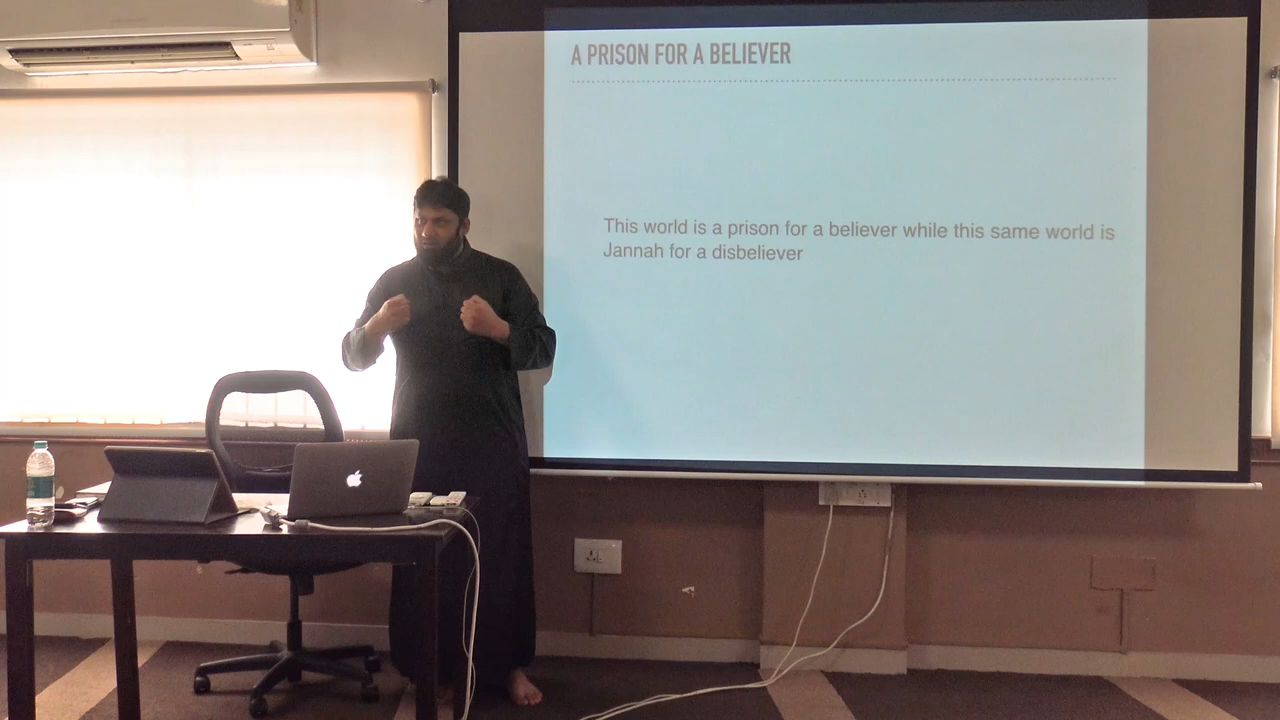 A PRISON FOR A BELIEVER
This world is a prison for a believer while this same world is
Jannah for a disbeliever